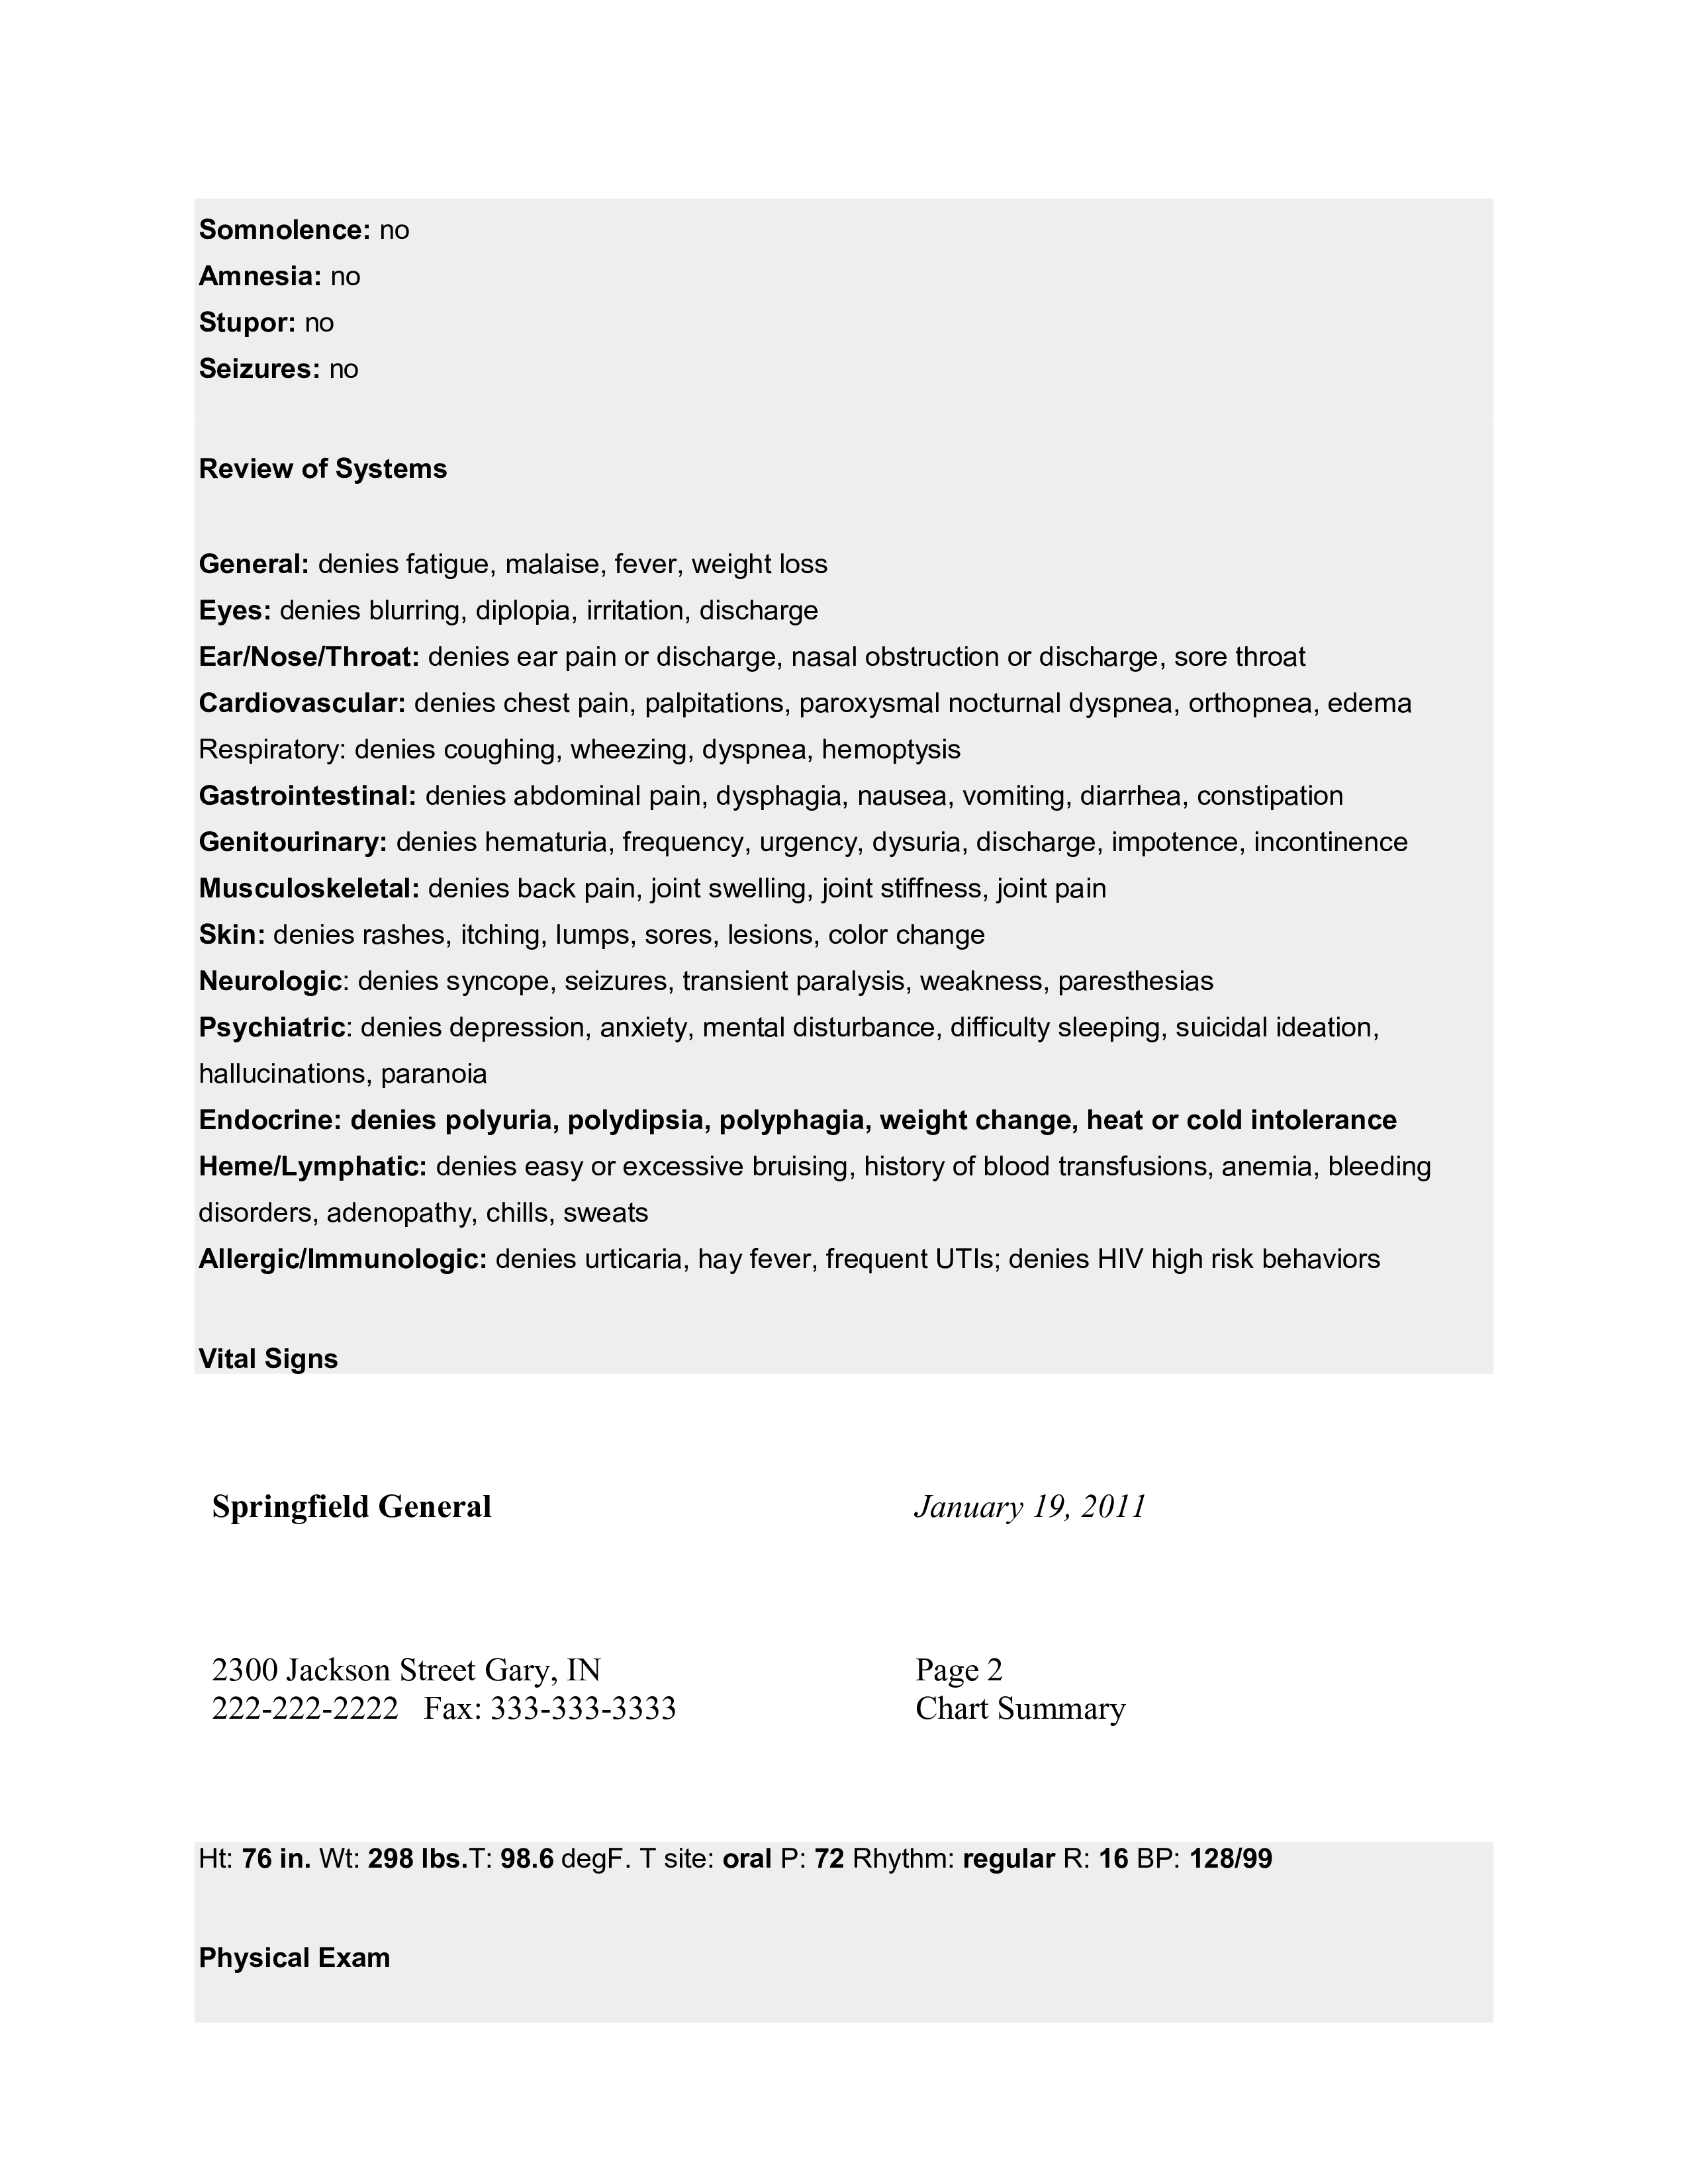 Somnolence: no
Amnesia: no
Stupor: no
Seizures: no
Review of Systems
General: denies fatigue, malaise, fever, weight loss
Eyes: denies blurring, diplopia, irritation, discharge
Ear/Nose/Throat: denies ear pain or discharge, nasal obstruction or discharge, sore throat
Cardiovascular: denies chest pain, palpitations, paroxysmal nocturnal dyspnea, orthopnea, edema
Respiratory: denies coughing, wheezing, dyspnea, hemoptysis
Gastrointestinal: denies abdominal pain, dysphagia, nausea, vomiting, diarrhea, constipation
Genitourinary: denies hematuria, frequency, urgency, dysuria, discharge, impotence, incontinence
Musculoskeletal: denies back pain, joint swelling, joint stiffness, joint pain
Skin: denies rashes, itching, lumps, sores, lesions, color change
Neurologic: denies syncope, seizures, transient paralysis, weakness, paresthesias
Psychiatric: denies depression, anxiety, mental disturbance, difficulty sleeping, suicidal ideation,
hallucinations, paranoia
Endocrine: denies polyuria, polydipsia, polyphagia, weight change, heat or cold intolerance
Heme/Lymphatic: denies easy or excessive bruising, history of blood transfusions, anemia, bleeding
disorders, adenopathy, chills, sweats
Allergic/Immunologic: denies urticaria, hay fever, frequent UTIs; denies HIV high risk behaviors
Vital Signs
Springfield General January 19, 2011
2300 Jackson Street Gary, IN Page 2
222-222-2222 Fax: 333-333-3333 Chart Summary
Ht: 76 in. Wt: 298 lbs.T: 98.6 degF. T site: oral P: 72 Rhythm: regular R: 16 BP: 128/99
Physical Exam